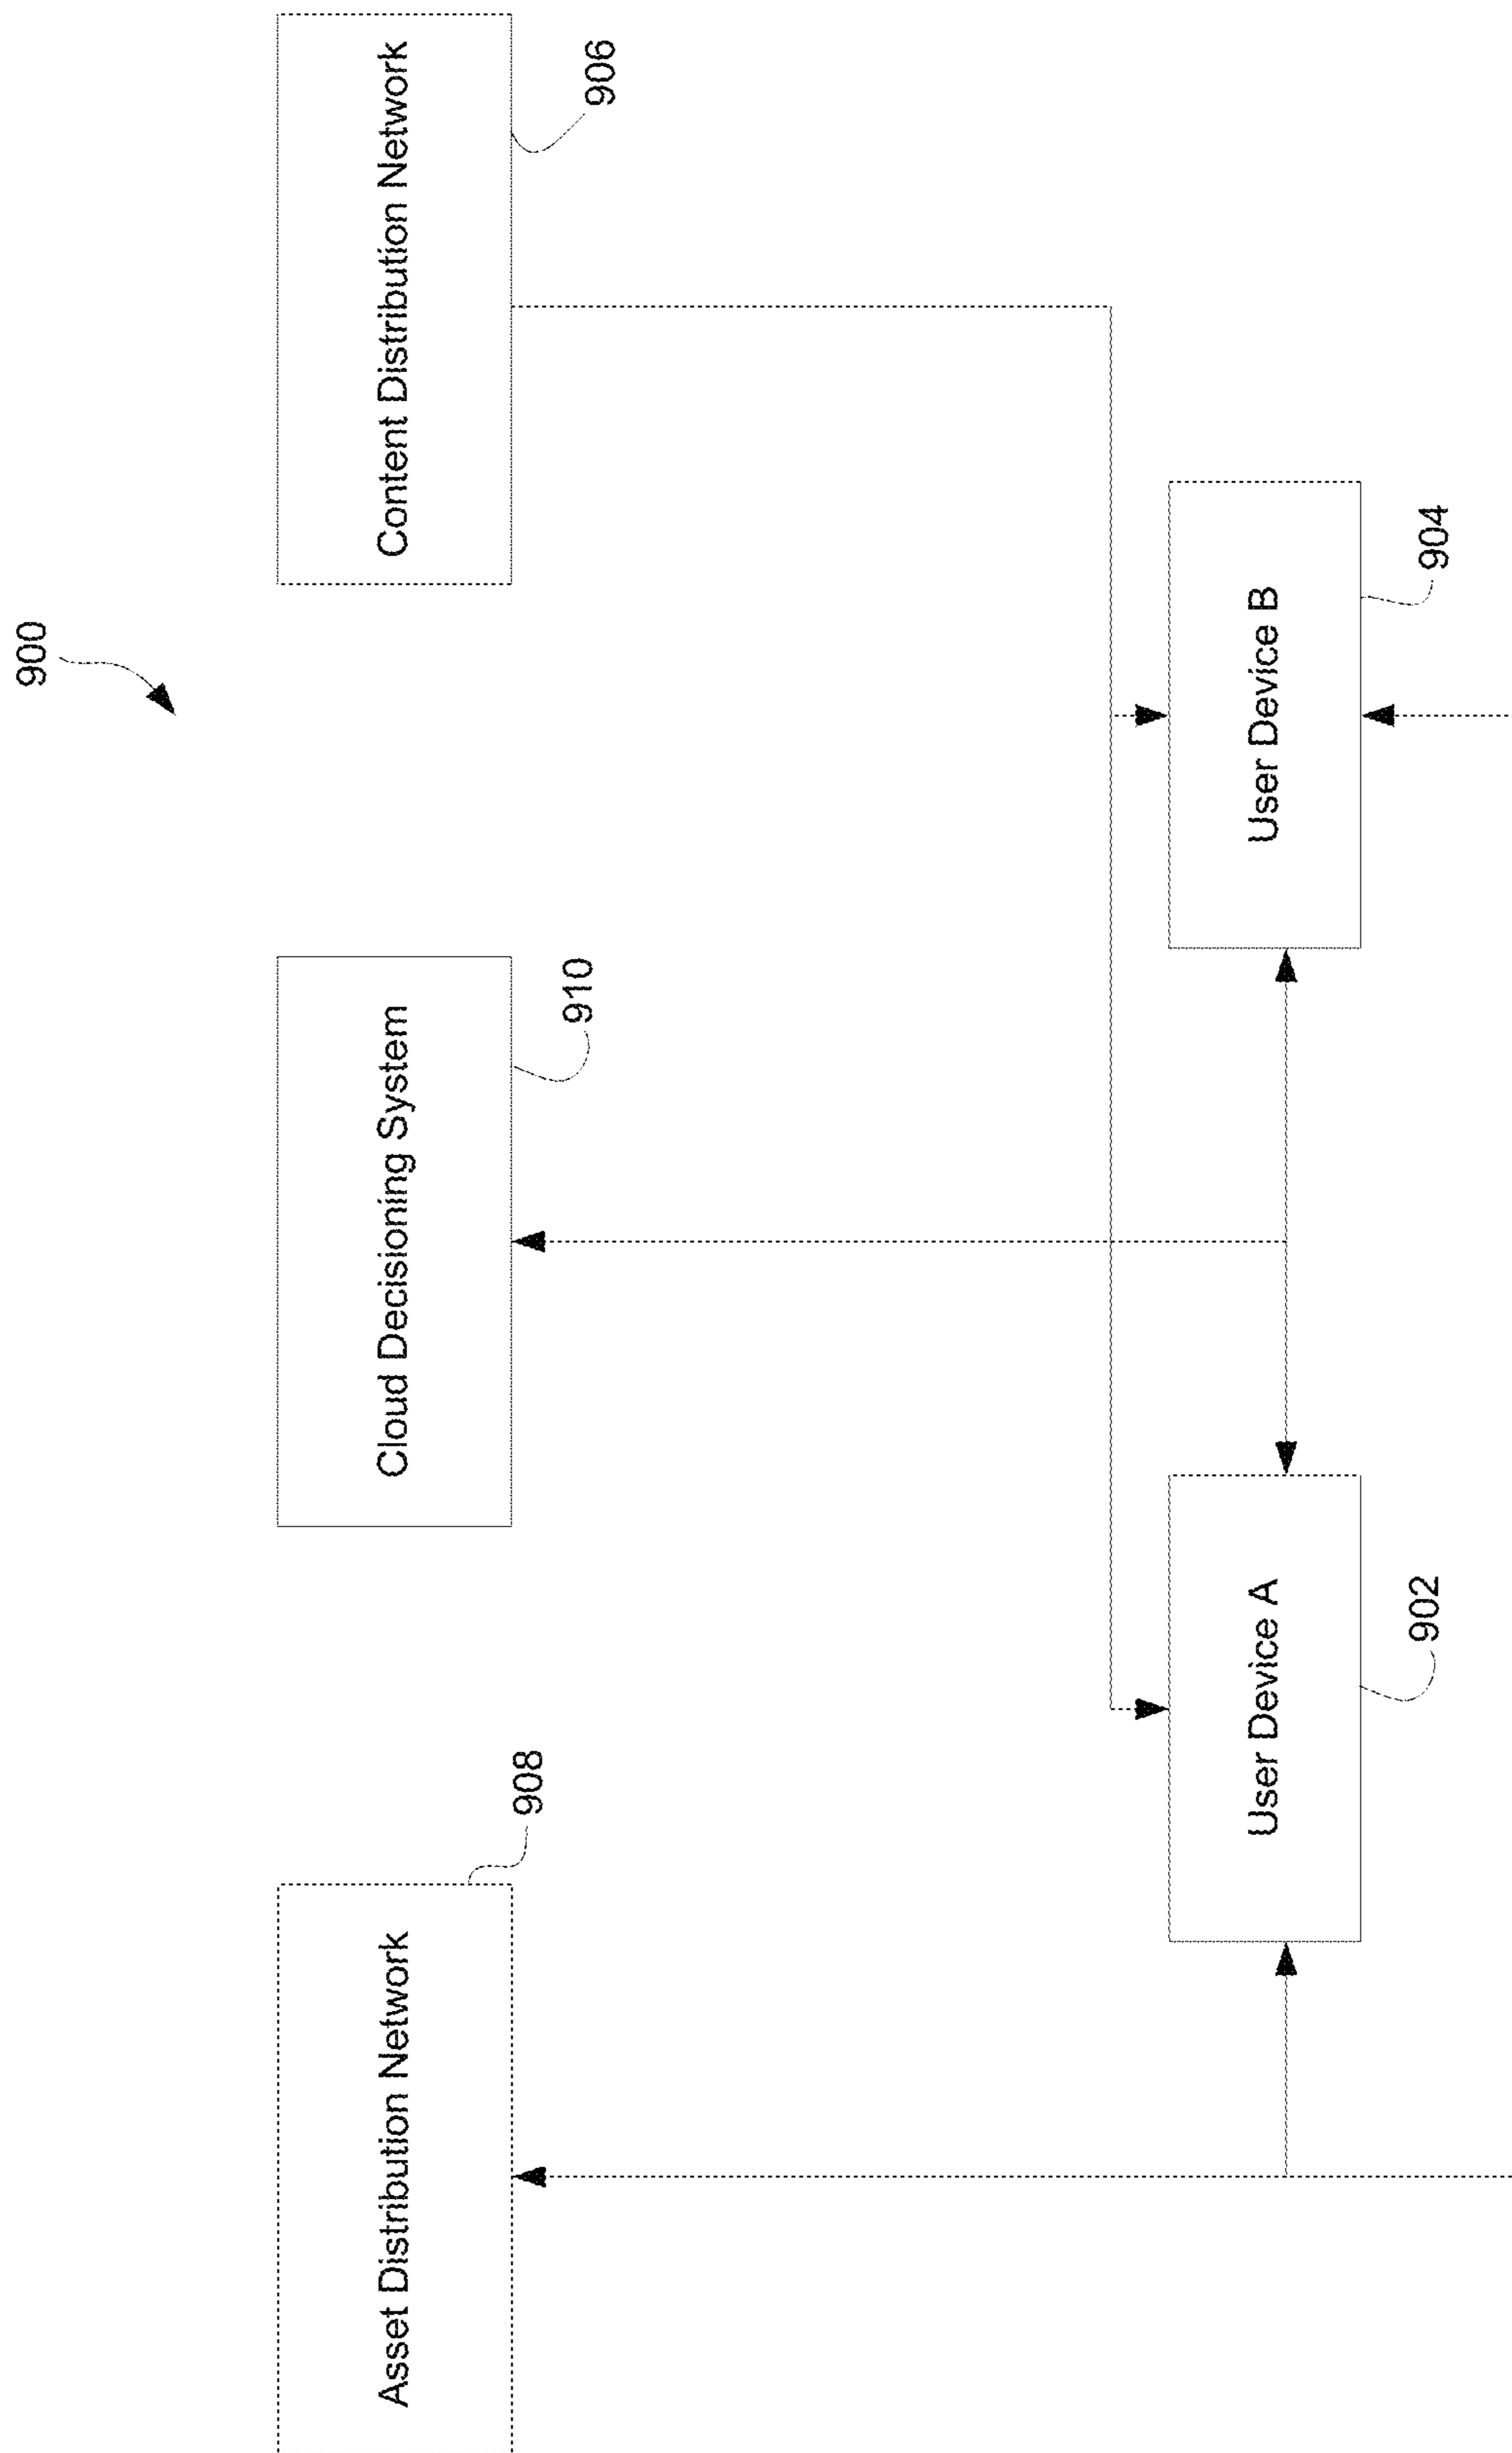 900
Asset Distribution Network
908
Cloud Decisioning System
910
Content Distribution Network
906
User Device A
902
User Device B
904